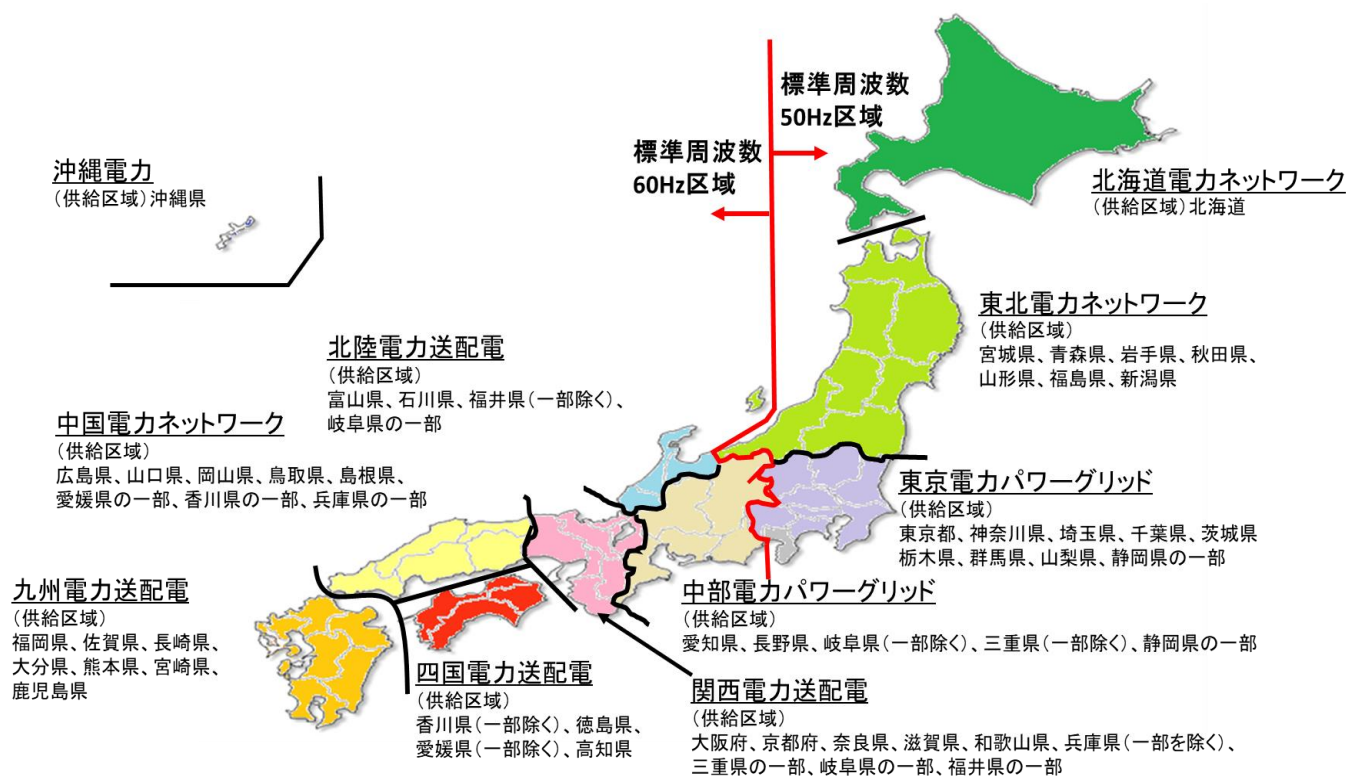 標準周波数
50Hz区域
標準周波数
60Hz区域
沖縄電力
(供給区域)沖縄県
北海道電力ネットワーク
(供給区域)北海道
東北電力ネットワーク
(供給区域)
宮城県、青森県、岩手県、秋田県、
山形県、福島県、新潟県
北陸電力送配電
(供給区域)
富山県、石川県、福井県(一部除く)、
岐阜県の一部
中国電力ネットワーク
(供給区域)
広島県、山口県、岡山県、鳥取県、島根県、
愛媛県の一部、香川県の一部、兵庫県の一部
東京電力パワーグリッド
(供給区域)
東京都、神奈川県、埼玉県、千葉県、茨城県
栃木県、群馬県、山梨県、静岡県の一部
九州電力送配電
(供給区域)
福岡県、佐賀県、長崎県、
大分県、熊本県、宮崎県、
鹿児島県
中部電力パワーグリッド
(供給区域)
愛知県、長野県、岐阜県(一部除く)、三重県(一部除く)、静岡県の一部
四国電力送配電
(供給区域)
香川県(一部除く)、徳島県、
愛媛県(一部除く)、高知県
関西電力送配電
(供給区域)
大阪府、京都府、奈良県、滋賀県、和歌山県、兵庫県(一部を除く)、
三重県の一部、岐阜県の一部、福井県の一部